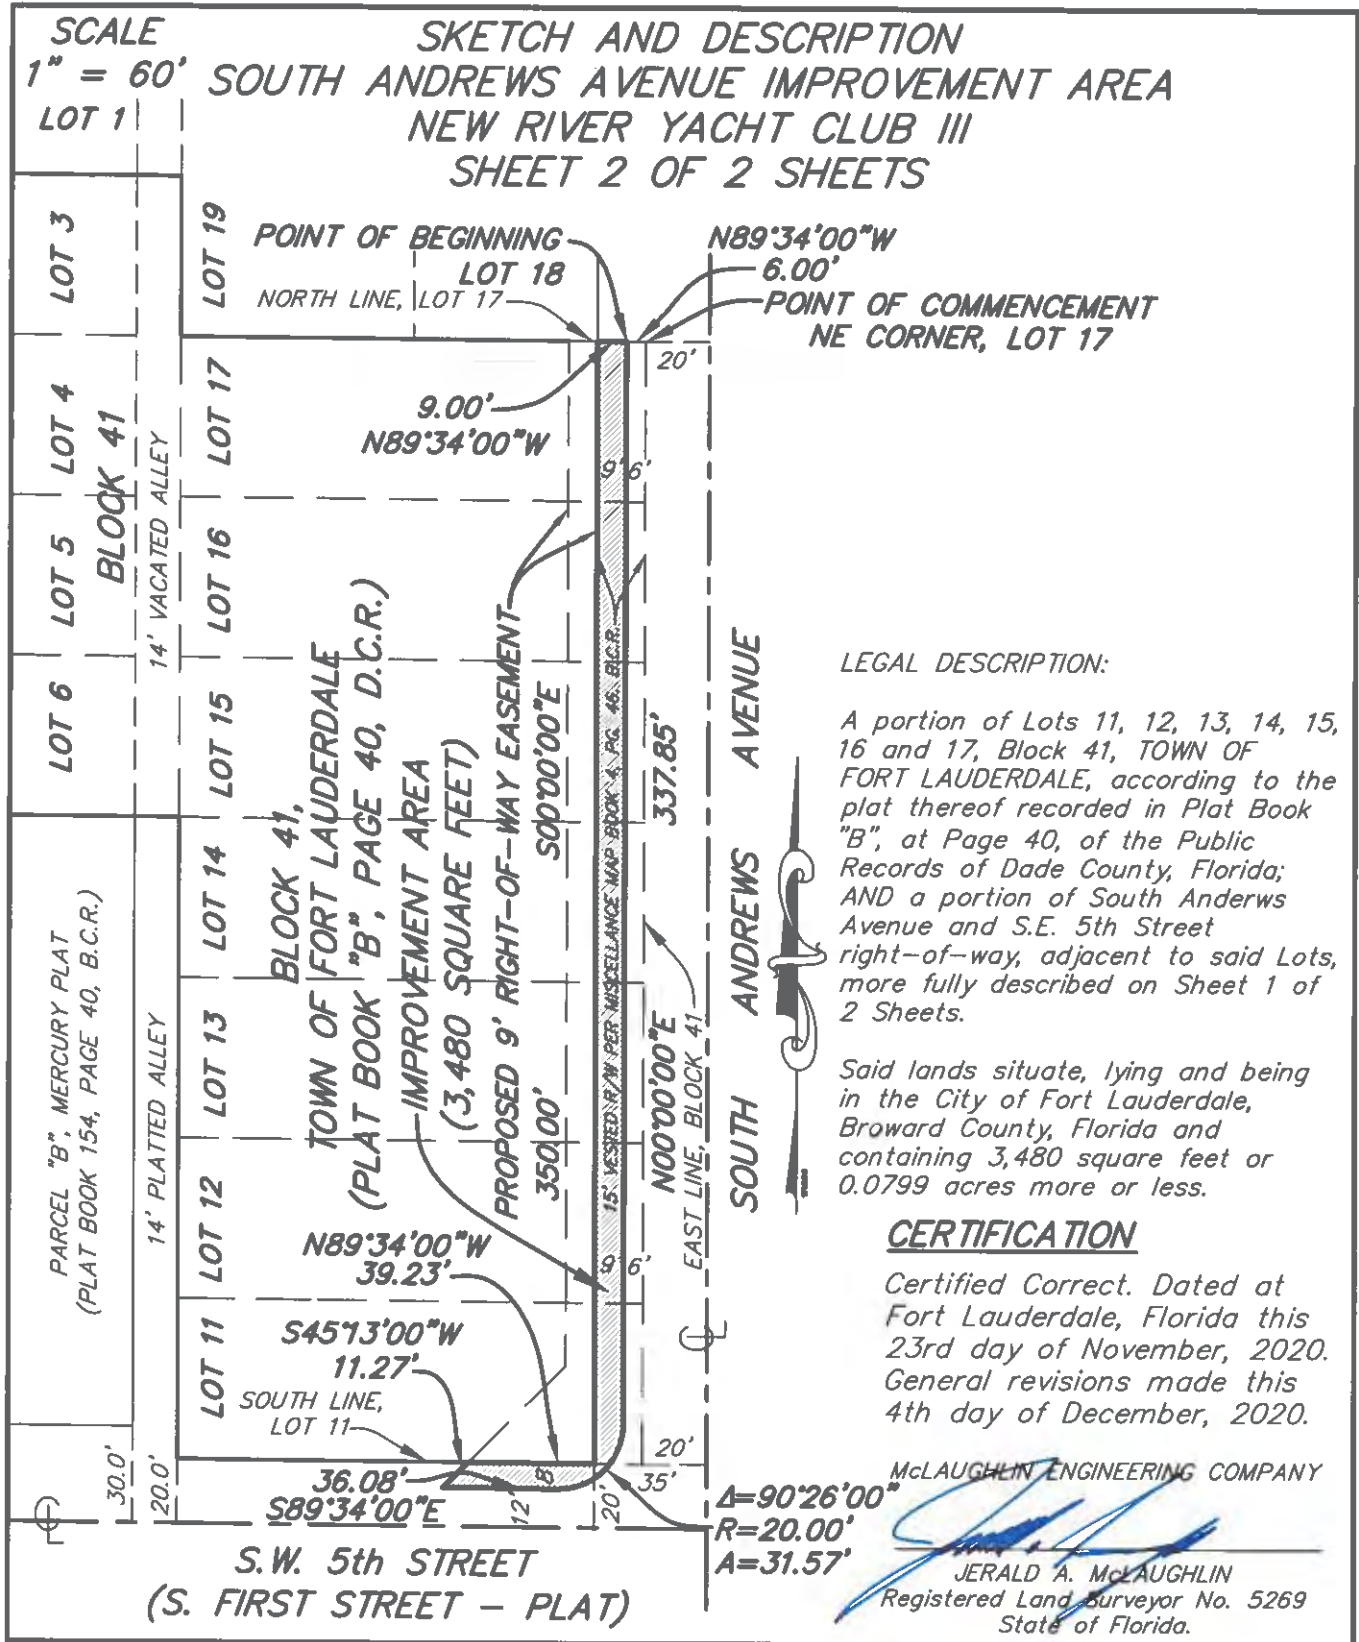 SCALE
1" = 60'
SKETCH AND DESCRIPTION
SOUTH ANDREWS AVENUE IMPROVEMENT AREA
NEW RIVER YACHT CLUB III
SHEET 2 OF 2 SHEETS
LOT 1
LOT 3
LOT 4
LOT 5
LOT 6
BLOCK 41
14' VACATED ALLEY
LOT 19
LOT 17
LOT 16
LOT 15
LOT 14
LOT 13
LOT 12
LOT 11
POINT OF BEGINNING
LOT 18
NORTH LINE, LOT 17
N89°34'00"W
6.00'
POINT OF COMMENCEMENT
NE CORNER, LOT 17
20'
9.00'
N89°34'00"W
9'
6'
BLOCK 41,
TOWN OF FORT LAUDERDALE
(PLAT BOOK "B", PAGE 40, D.C.R.)
IMPROVEMENT AREA
(3,480 SQUARE FEET)
PROPOSED 9' RIGHT-OF-WAY EASEMENT
350.00'
S00°00'00"E
15' VESTED R/W PER MISCELLANCE MAP BOOK 4, PG. 46, B.C.R.
N00°00'00"E
337.85'
EAST LINE, BLOCK 41
SOUTH ANDREWS AVENUE
PARCEL "B", MERCURY PLAT
(PLAT BOOK 154, PAGE 40, B.C.R.)
14' PLATTED ALLEY
N89°34'00"W
39.23'
9'
6'
S45°13'00"W
11.27'
SOUTH LINE,
LOT 11
36.08'
S89°34'00"E
30.0'
20.0'
8'
12'
20'
20'
35'
Δ=90°26'00"
R=20.00'
A=31.57'
S.W. 5th STREET
(S. FIRST STREET - PLAT)
LEGAL DESCRIPTION:
A portion of Lots 11, 12, 13, 14, 15,
16 and 17, Block 41, TOWN OF
FORT LAUDERDALE, according to the
plat thereof recorded in Plat Book
"B", at Page 40, of the Public
Records of Dade County, Florida;
AND a portion of South Anderws
Avenue and S.E. 5th Street
right-of-way, adjacent to said Lots,
more fully described on Sheet 1 of
2 Sheets.
Said lands situate, lying and being
in the City of Fort Lauderdale,
Broward County, Florida and
containing 3,480 square feet or
0.0799 acres more or less.
CERTIFICATION
Certified Correct. Dated at
Fort Lauderdale, Florida this
23rd day of November, 2020.
General revisions made this
4th day of December, 2020.
McLAUGHLIN ENGINEERING COMPANY
JERALD A. McLAUGHLIN
Registered Land Surveyor No. 5269
State of Florida.